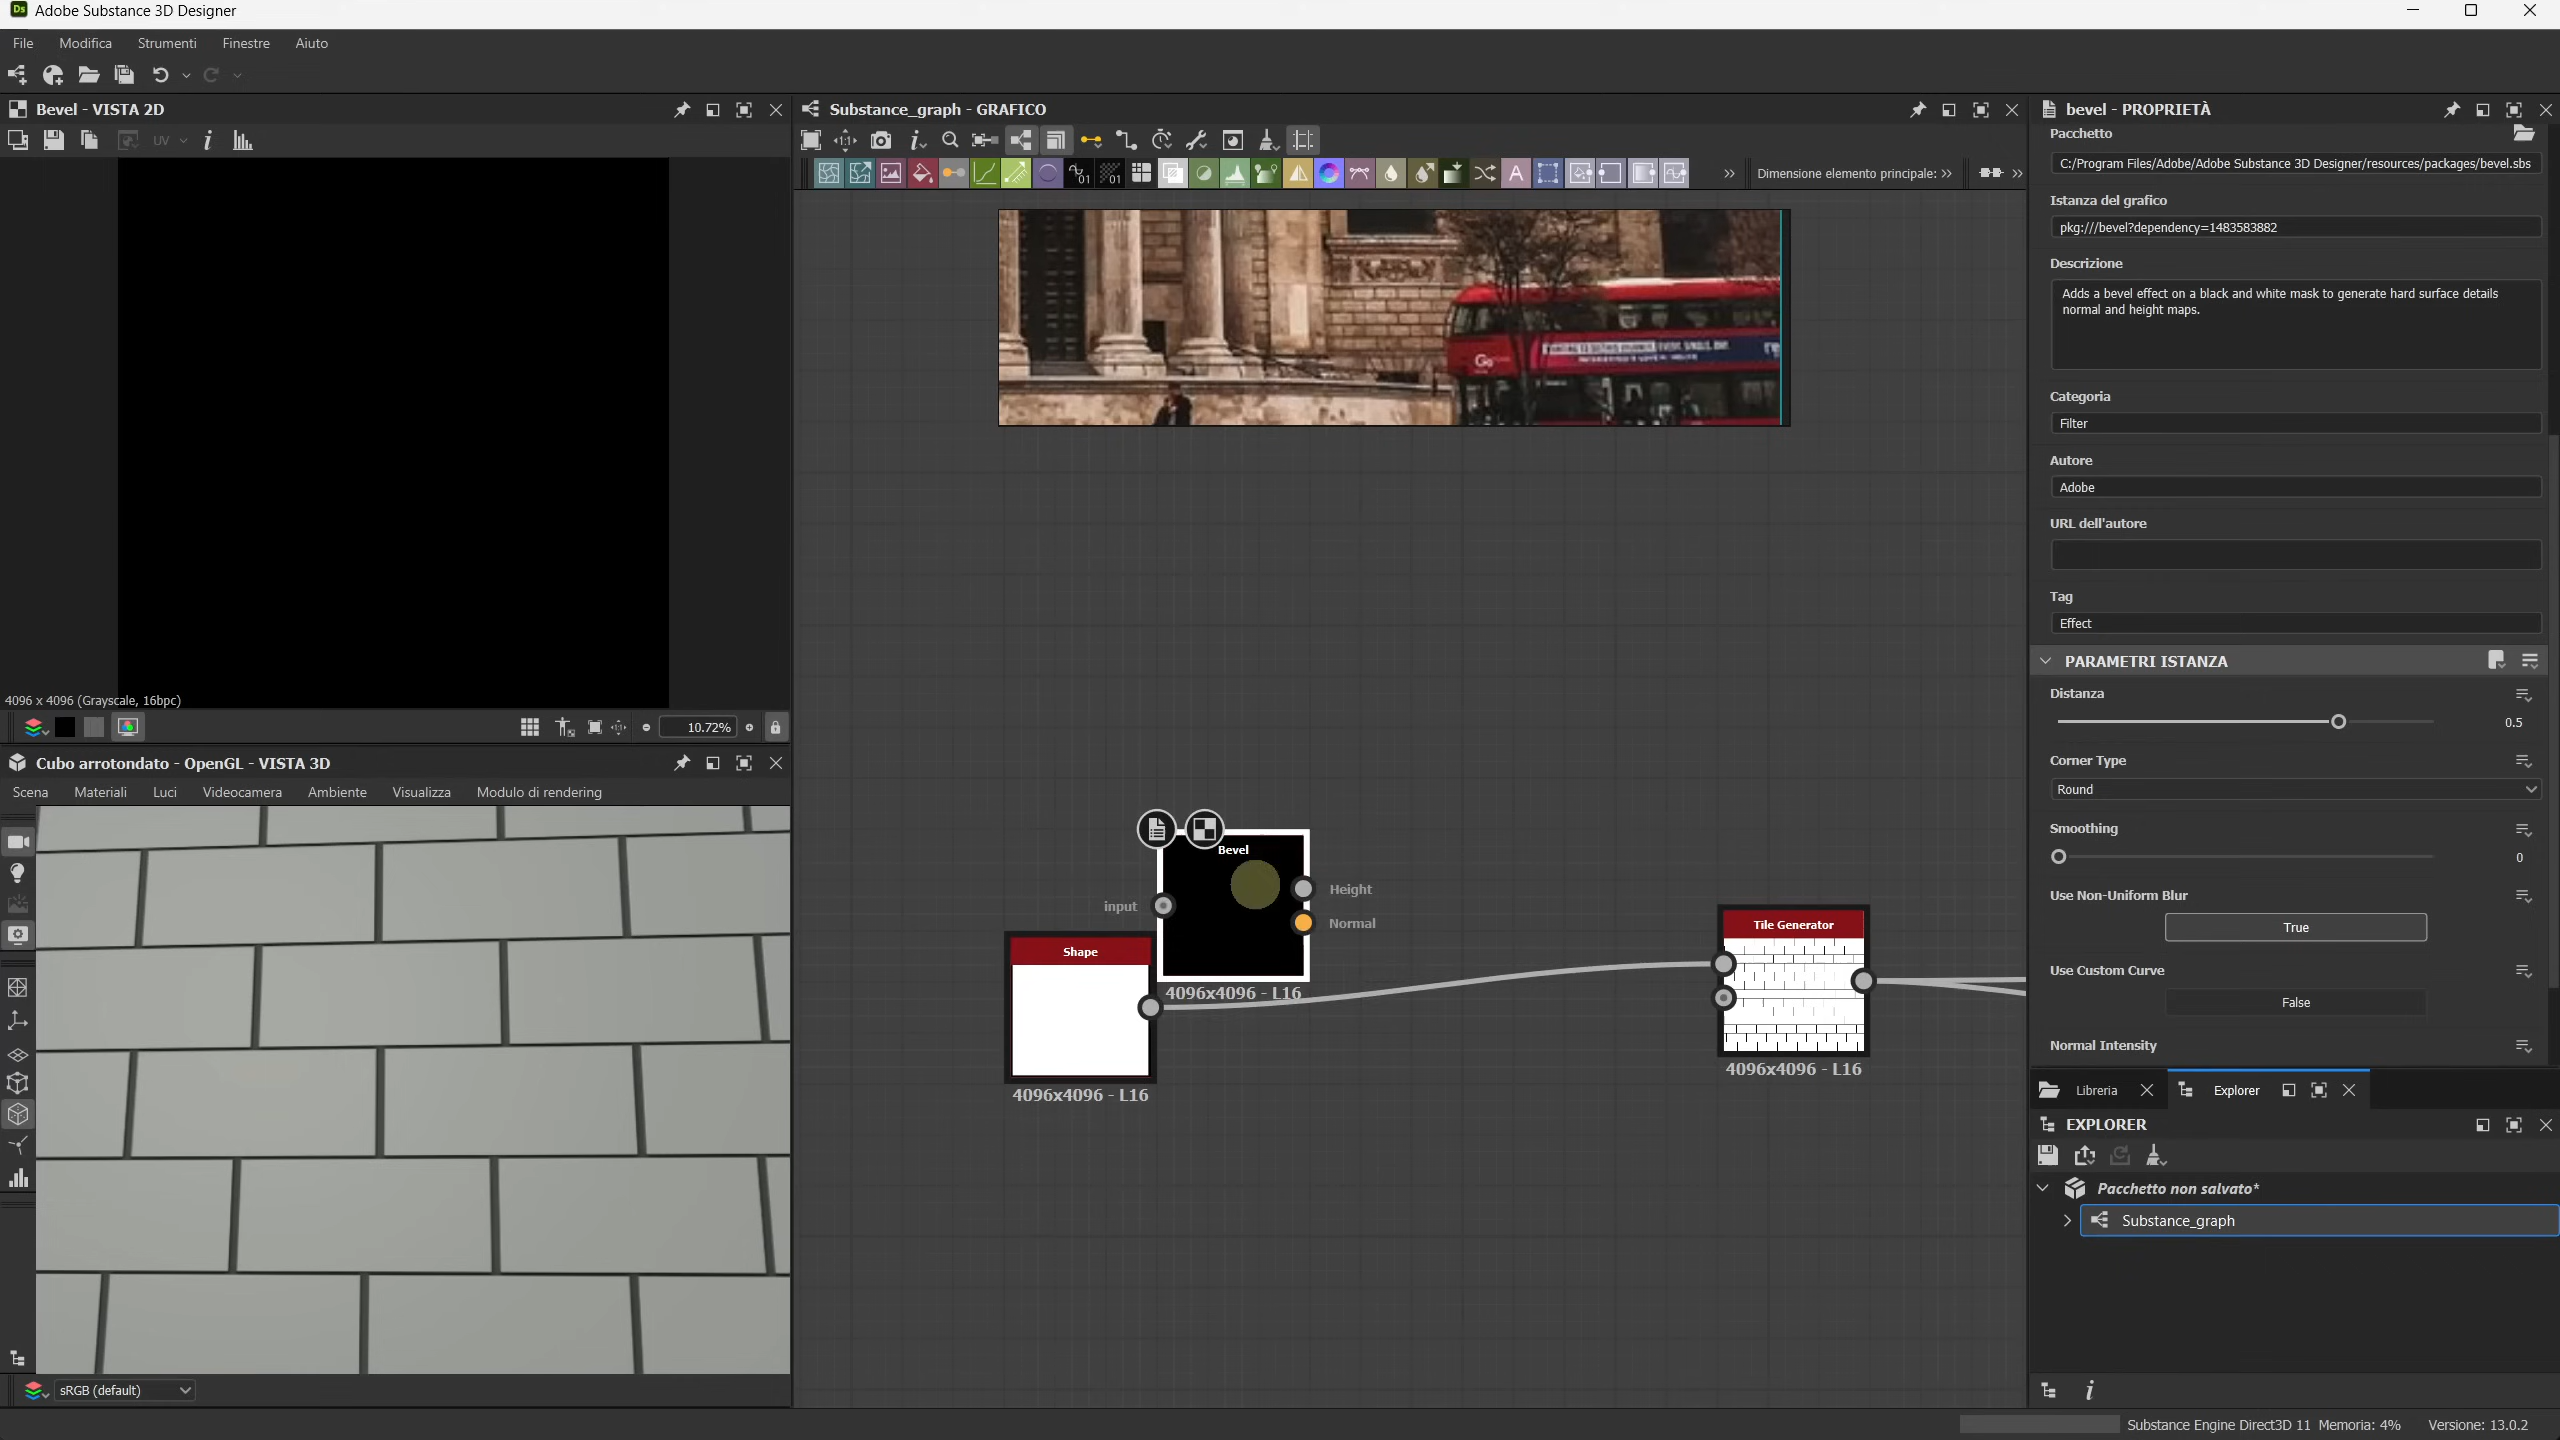 Ds Adobe Substance 3D Designer
File Modifica Strumenti Finestre Aiuto
Bevel - VISTA 2D
UV
4096 x 4096 (Grayscale, 16bpc)
10.72%
Cubo arrotondato - OpenGL - VISTA 3D
Scena Materiali Luci Videocamera Ambiente Visualizza Modulo di rendering
sRGB (default)
Substance_graph - GRAFICO
Dimensione elemento principale:
Go
Bevel
input
Height
Normal
4096x4096 - L16
Shape
4096x4096 - L16
Tile Generator
4096x4096 - L16
bevel - PROPRIETÀ
Pacchetto
C:/Program Files/Adobe/Adobe Substance 3D Designer/resources/packages/bevel.sbs
Istanza del grafico
pkg:///bevel?dependency=1483583882
Descrizione
Adds a bevel effect on a black and white mask to generate hard surface details
normal and height maps.
Categoria
Filter
Autore
Adobe
URL dell'autore
Tag
Effect
PARAMETRI ISTANZA
Distanza
0.5
Corner Type
Round
Smoothing
0
Use Non-Uniform Blur
True
Use Custom Curve
False
Normal Intensity
Libreria Explorer
EXPLORER
Pacchetto non salvato*
Substance_graph
Substance Engine Direct3D 11 Memoria: 4% Versione: 13.0.2